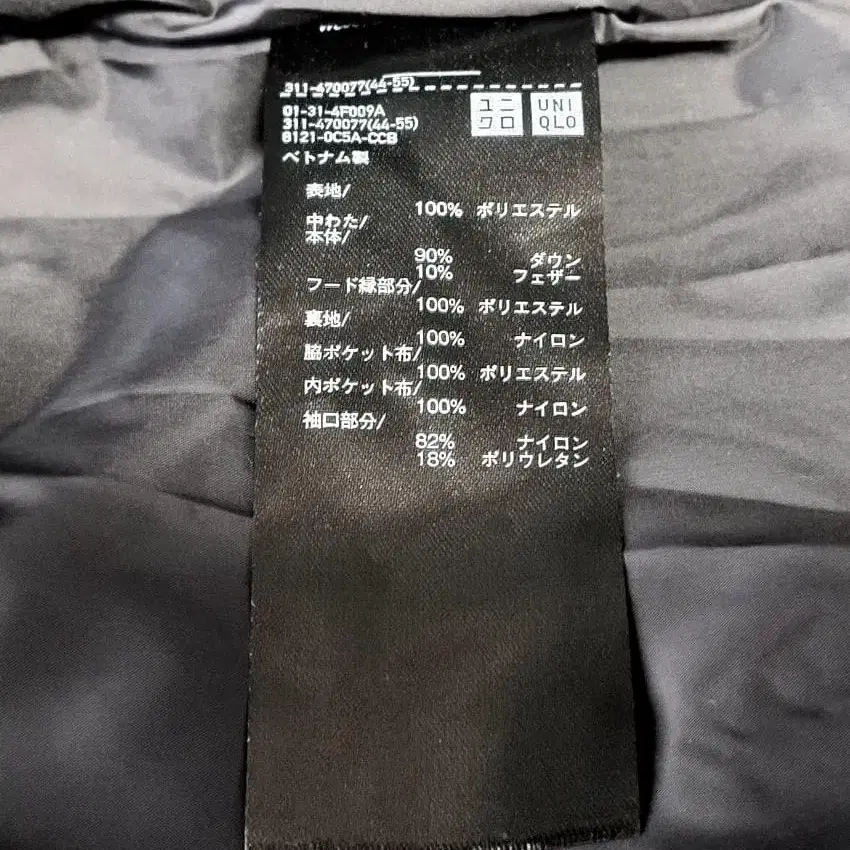 311-470077(44-55)
01-31-4F009A
311-470077(44-55)
6121-0C5A-CCB
ユニ
クロ
UNI
QLO
ベトナム製
表地/
100% ポリエステル
中わた/
本体/
90% ダウン
10% フェザー
フード縁部分/
100% ポリエステル
裏地/
100% ナイロン
脇ポケット布/
100% ポリエステル
内ポケット布/
100% ナイロン
袖口部分/
82% ナイロン
18% ポリウレタン